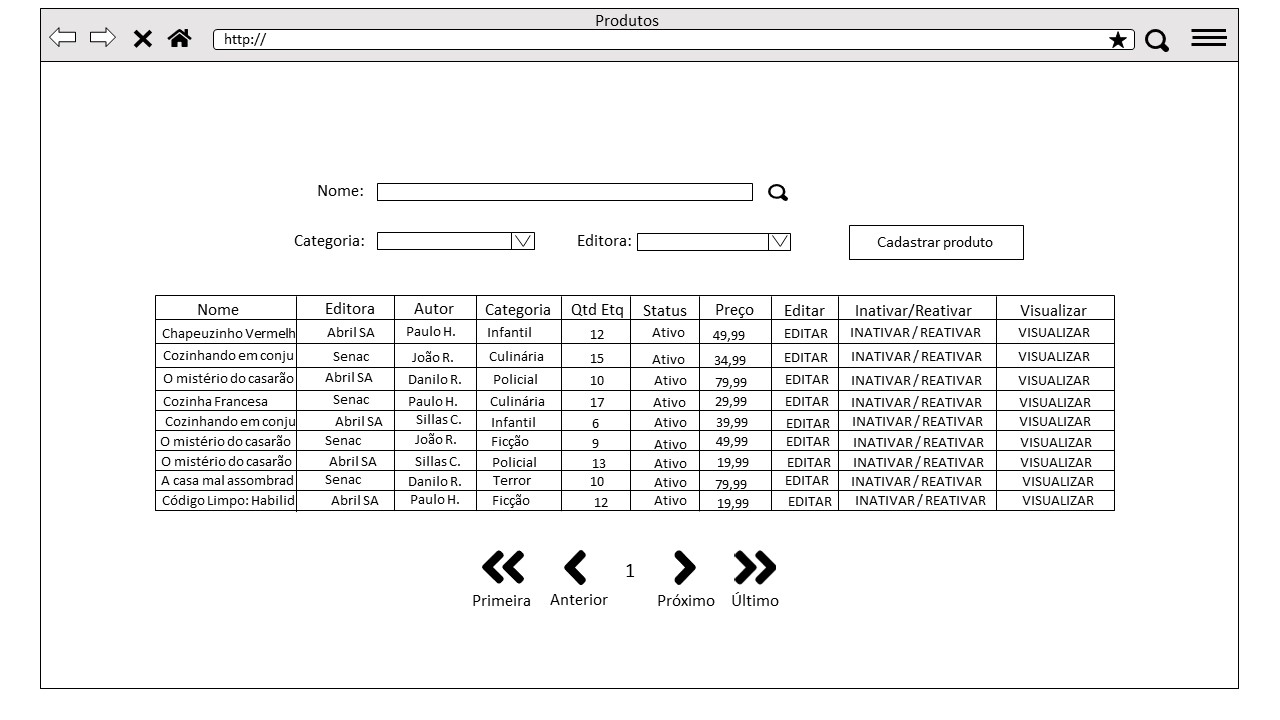 Produtos
http://
Nome:
Categoria: Editora: Cadastrar produto
Nome Editora Autor Categoria Qtd Etq Status Preço Editar Inativar/Reativar Visualizar
Chapeuzinho Vermelh Abril SA Paulo H. Infantil 12 Ativo 49,99 EDITAR INATIVAR / REATIVAR VISUALIZAR
Cozinhando em conju Senac João R. Culinária 15 Ativo 34,99 EDITAR INATIVAR / REATIVAR VISUALIZAR
O mistério do casarão Abril SA Danilo R. Policial 10 Ativo 79,99 EDITAR INATIVAR / REATIVAR VISUALIZAR
Cozinha Francesa Senac Paulo H. Culinária 17 Ativo 29,99 EDITAR INATIVAR / REATIVAR VISUALIZAR
Cozinhando em conju Abril SA Sillas C. Infantil 6 Ativo 39,99 EDITAR INATIVAR / REATIVAR VISUALIZAR
O mistério do casarão Senac João R. Ficção 9 Ativo 49,99 EDITAR INATIVAR / REATIVAR VISUALIZAR
O mistério do casarão Abril SA Sillas C. Policial 13 Ativo 19,99 EDITAR INATIVAR / REATIVAR VISUALIZAR
A casa mal assombrad Senac Danilo R. Terror 10 Ativo 79,99 EDITAR INATIVAR / REATIVAR VISUALIZAR
Código Limpo: Habilid Abril SA Paulo H. Ficção 12 Ativo 19,99 EDITAR INATIVAR / REATIVAR VISUALIZAR
1
Primeira Anterior Próximo Último